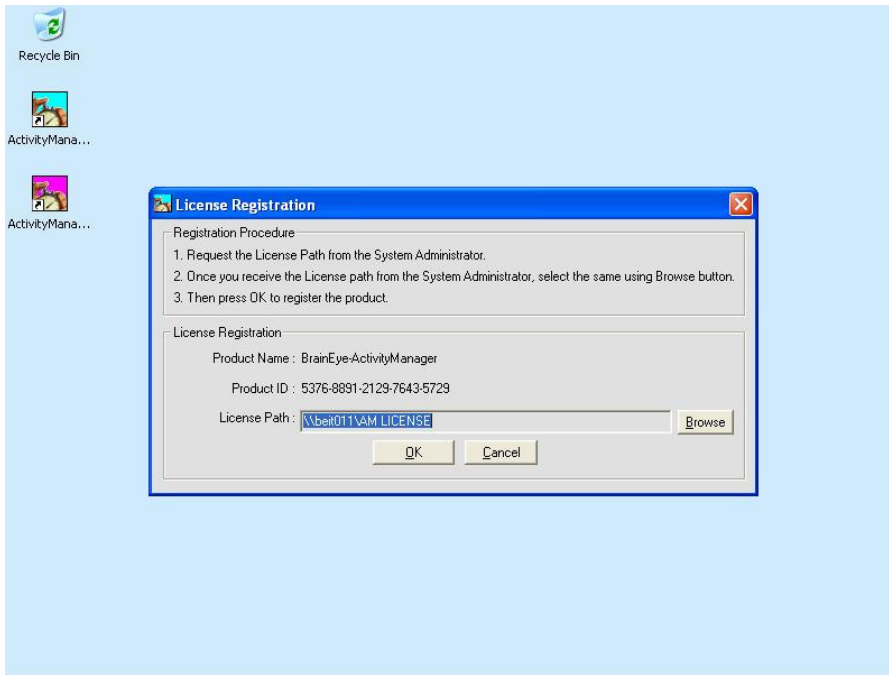 Recycle Bin
ActivityMana...
ActivityMana...
License Registration
Registration Procedure
1. Request the License Path from the System Administrator.
2. Once you receive the License path from the System Administrator, select the same using Browse button.
3. Then press OK to register the product.
License Registration
Product Name : BrainEye-ActivityManager
Product ID : 5376-8891-2129-7643-5729
License Path : \\beit011\AM LICENSE Browse
OK Cancel